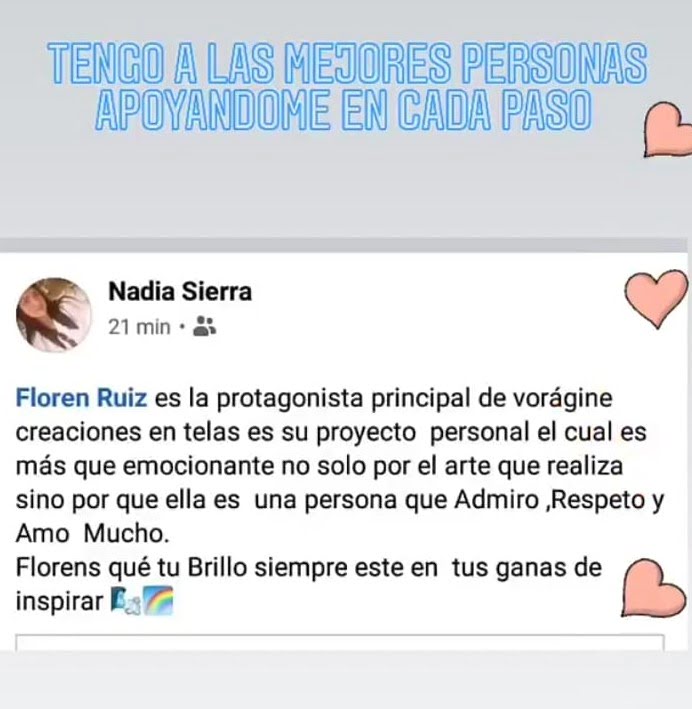 TENGO A LAS MEJORES PERSONAS
APOYANDOME EN CADA PASO
Nadia Sierra
21 min ·
Floren Ruiz es la protagonista principal de vorágine
creaciones en telas es su proyecto  personal el cual es
más que emocionante no solo por el arte que realiza
sino por que ella es  una persona que Admiro ,Respeto y
Amo  Mucho.
Florens qué tu Brillo siempre este en  tus ganas de
inspirar